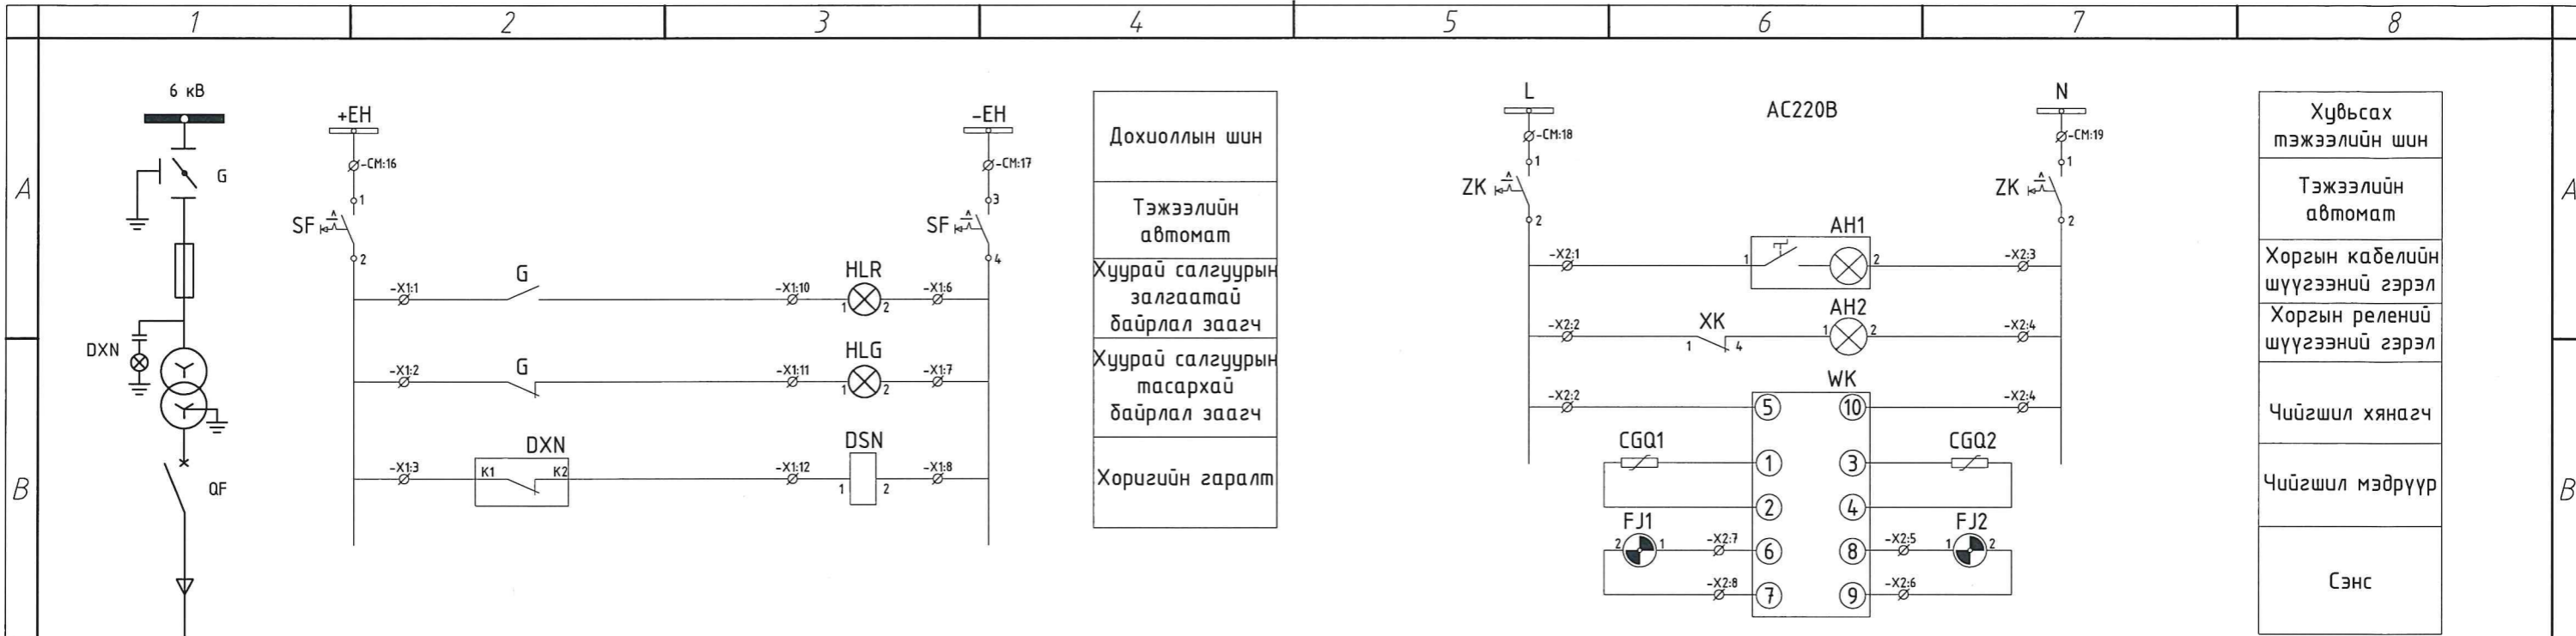 1 2 3 4 5 6 7 8
A
B
A
B
6 кВ
G
DXN
QF
+EH
-EH
-CM:16
-CM:17
1
3
SF
SF
2
4
-X1:1
G
-X1:10
HLR
1
2
-X1:6
-X1:2
G
-X1:11
HLG
1
2
-X1:7
-X1:3
DXN
K1
K2
-X1:12
DSN
1
2
-X1:8
Дохиоллын шин
Тэжээлийн
автомат
Хуурай салгуурын
залгаатай
байрлал заагч
Хуурай салгуурын
тасархай
байрлал заагч
Хоригийн гаралт
L
AC220B
N
-CM:18
-CM:19
1
1
ZK
ZK
2
2
-X2:1
1
AH1
2
-X2:3
-X2:2
XK
1
4
AH2
1
2
-X2:4
-X2:2
WK
5
10
-X2:4
CGQ1
1
3
CGQ2
2
4
FJ1
2
1
-X2:7
6
8
-X2:5
FJ2
1
2
-X2:8
7
9
-X2:6
Хувьсах
тэжээлийн шин
Тэжээлийн
автомат
Хоргын кабелийн
шүүгээний гэрэл
Хоргын релений
шүүгээний гэрэл
Чийгшил хянагч
Чийгшил мэдрүүр
Сэнс